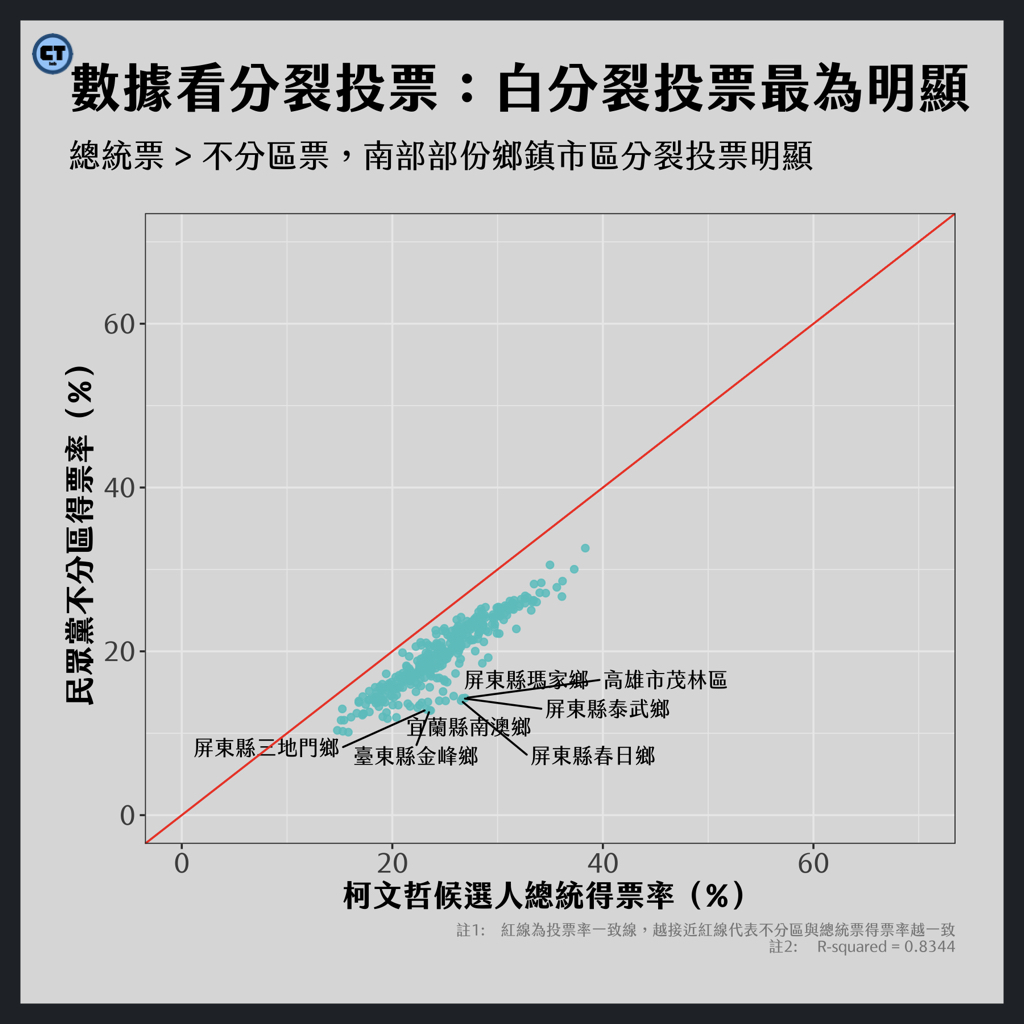 CT
數據看分裂投票：白分裂投票最為明顯
總統票 > 不分區票，南部部份鄉鎮市區分裂投票明顯
民眾黨不分區得票率（%）
60
40
20
0
屏東縣瑪家鄉
高雄市茂林區
屏東縣泰武鄉
宜蘭縣南澳鄉
屏東縣三地門鄉
臺東縣金峰鄉
屏東縣春日鄉
0
20
40
60
柯文哲候選人總統得票率（%）
註1： 紅線為投票率一致線，越接近紅線代表不分區與總統票得票率越一致
註2： R-squared = 0.8344